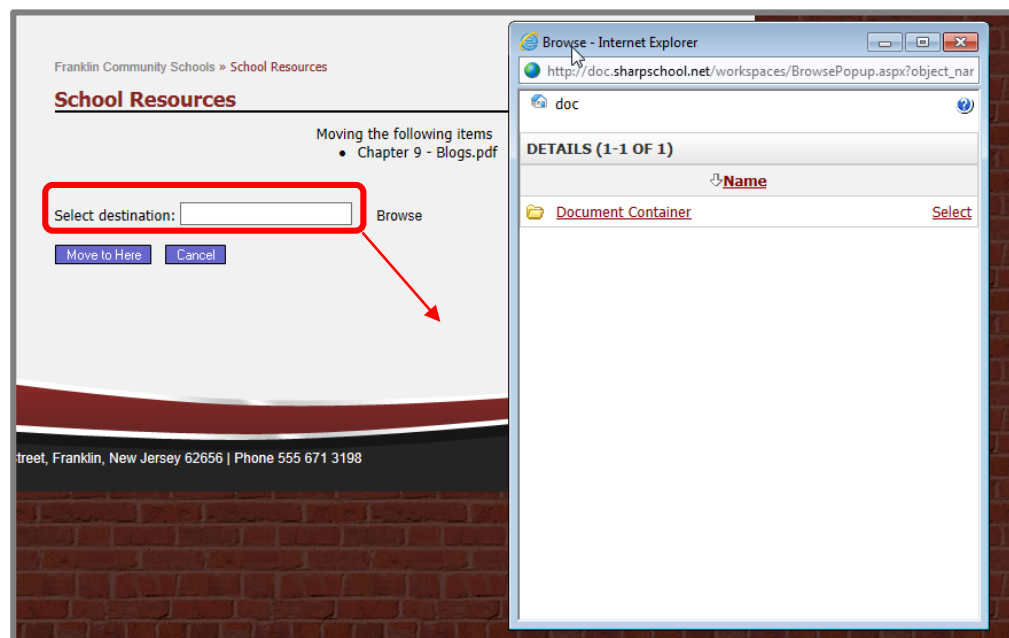 Franklin Community Schools » School Resources
School Resources
Moving the following items
• Chapter 9 - Blogs.pdf
Select destination:
Browse
Move to Here
Cancel
treet, Franklin, New Jersey 62656 | Phone 555 671 3198
Browse - Internet Explorer
http://doc.sharpschool.net/workspaces/BrowsePopup.aspx?object_nar
doc
DETAILS (1-1 OF 1)
Name
Document Container
Select